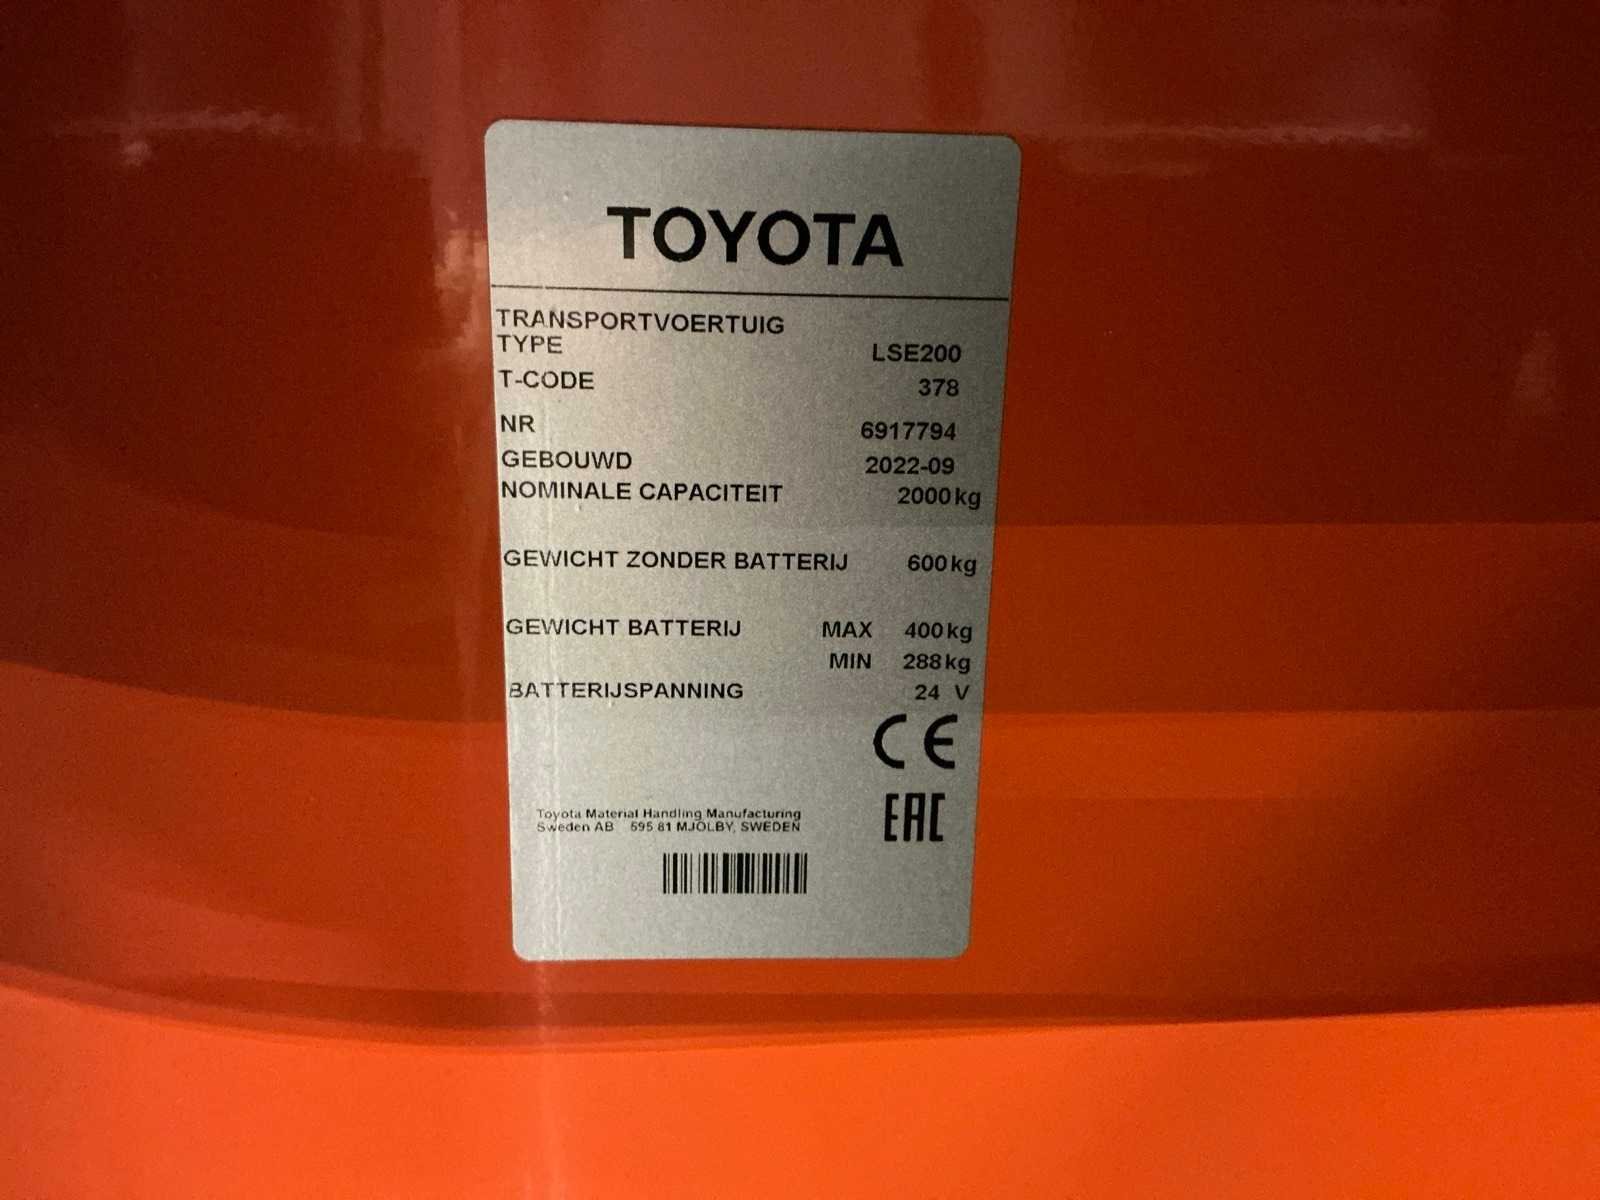 TOYOTA
TRANSPORTVOERTUIG
TYPE LSE200
T-CODE 378
NR 6917794
GEBOUWD 2022-09
NOMINALE CAPACITEIT 2000 kg
GEWICHT ZONDER BATTERIJ 600 kg
GEWICHT BATTERIJ MAX 400 kg
MIN 288 kg
BATTERIJSPANNING 24 V
CE
EAC
Toyota Material Handling Manufacturing
Sweden AB 595 81 MJÖLBY, SWEDEN